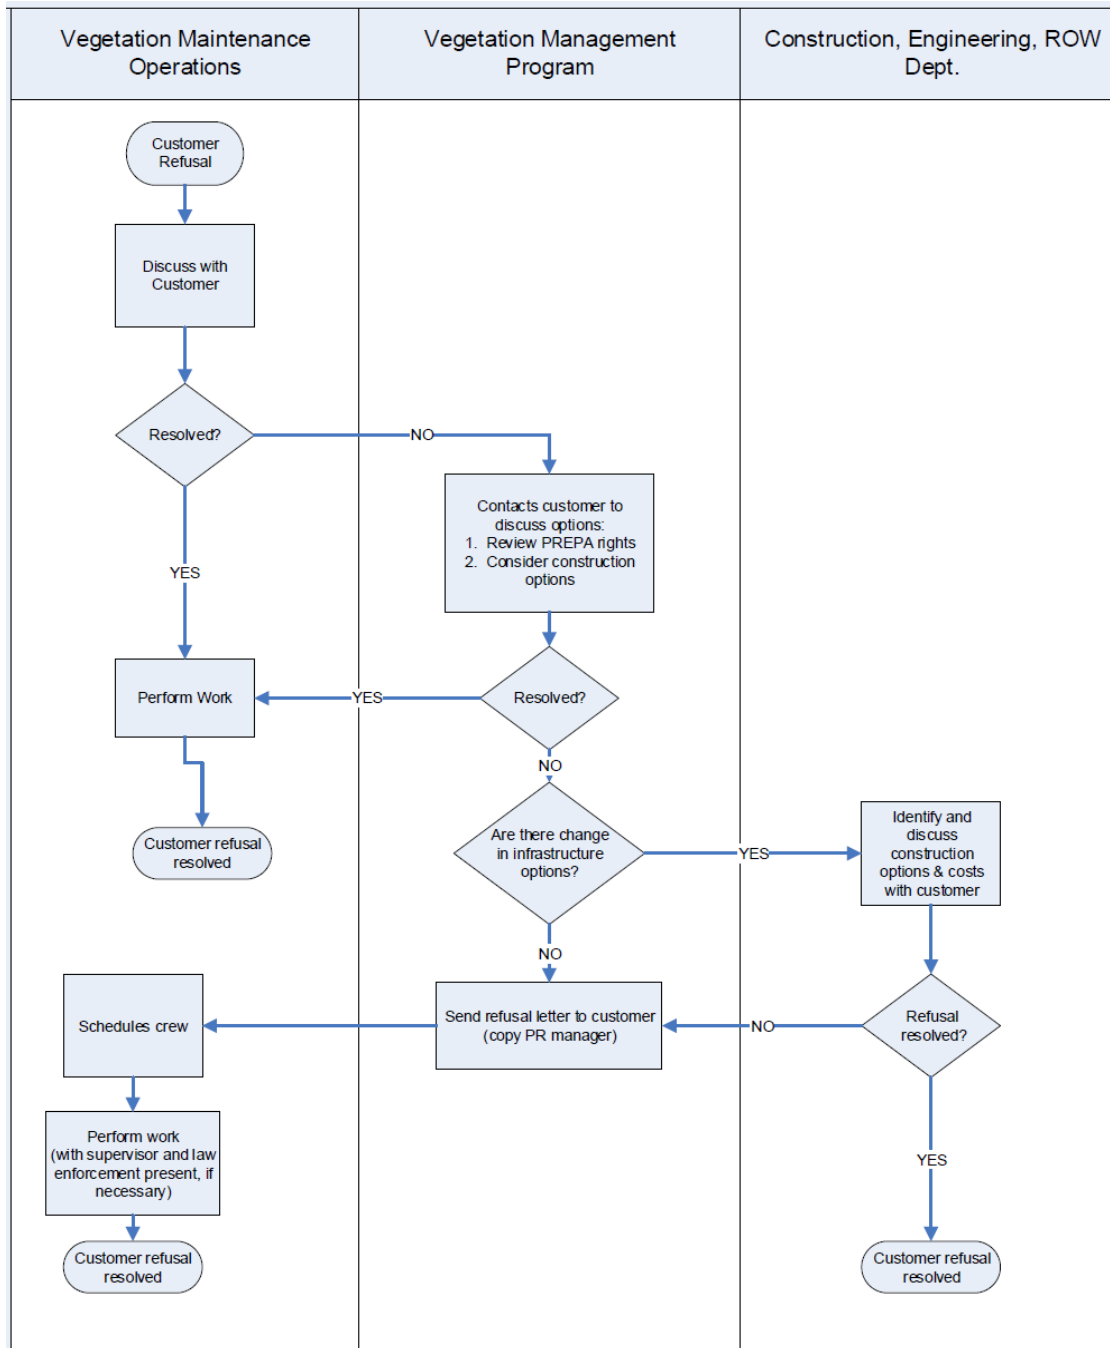 Vegetation Maintenance
Operations
Vegetation Management
Program
Construction, Engineering, ROW
Dept.
Customer
Refusal
Discuss with
Customer
Resolved?
NO
Contacts customer to
discuss options:
1. Review PREPA rights
2. Consider construction
options
YES
Perform Work
YES
Resolved?
NO
Customer refusal
resolved
Are there change
in infrastructure
options?
YES
Identify and
discuss
construction
options & costs
with customer
NO
Schedules crew
Send refusal letter to customer
(copy PR manager)
NO
Refusal
resolved?
Perform work
(with supervisor and law
enforcement present, if
necessary)
YES
Customer refusal
resolved
Customer refusal
resolved